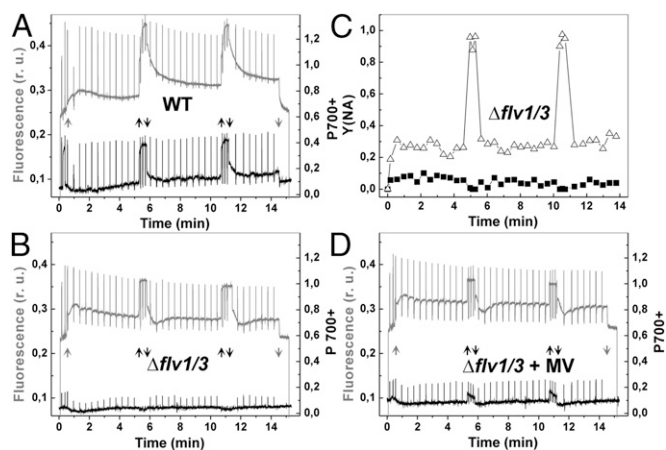 A
Fluorescence (r. u.)
0,4
0,3
0,2
0,1
WT
1,2
1,0
0,8
0,6
0,4
0,2
0,0
P700+
0 2 4 6 8 10 12 14
Time (min)
C
P700+
Y(NA)
1,0
0,8
0,6
0,4
0,2
0,0
Δflv1/3
0 2 4 6 8 10 12 14
Time (min)
B
Fluorescence (r. u.)
0,4
0,3
0,2
0,1
Δflv1/3
1,2
1,0
0,8
0,6
0,4
0,2
0,0
P 700+
0 2 4 6 8 10 12 14
Time (min)
D
Fluorescence (r. u.)
0,4
0,3
0,2
0,1
Δflv1/3 + MV
1,2
1,0
0,8
0,6
0,4
0,2
0,0
P 700+
0 2 4 6 8 10 12 14
Time (min)